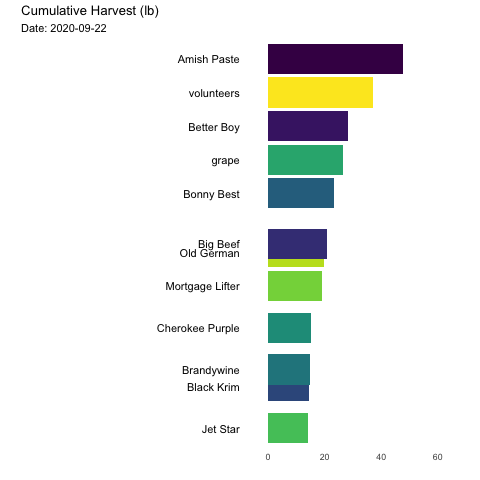 Cumulative Harvest (lb)
Date: 2020-09-22
Amish Paste
volunteers
Better Boy
grape
Bonny Best
Big Beef
Old German
Mortgage Lifter
Cherokee Purple
Brandywine
Black Krim
Jet Star
0 20 40 60